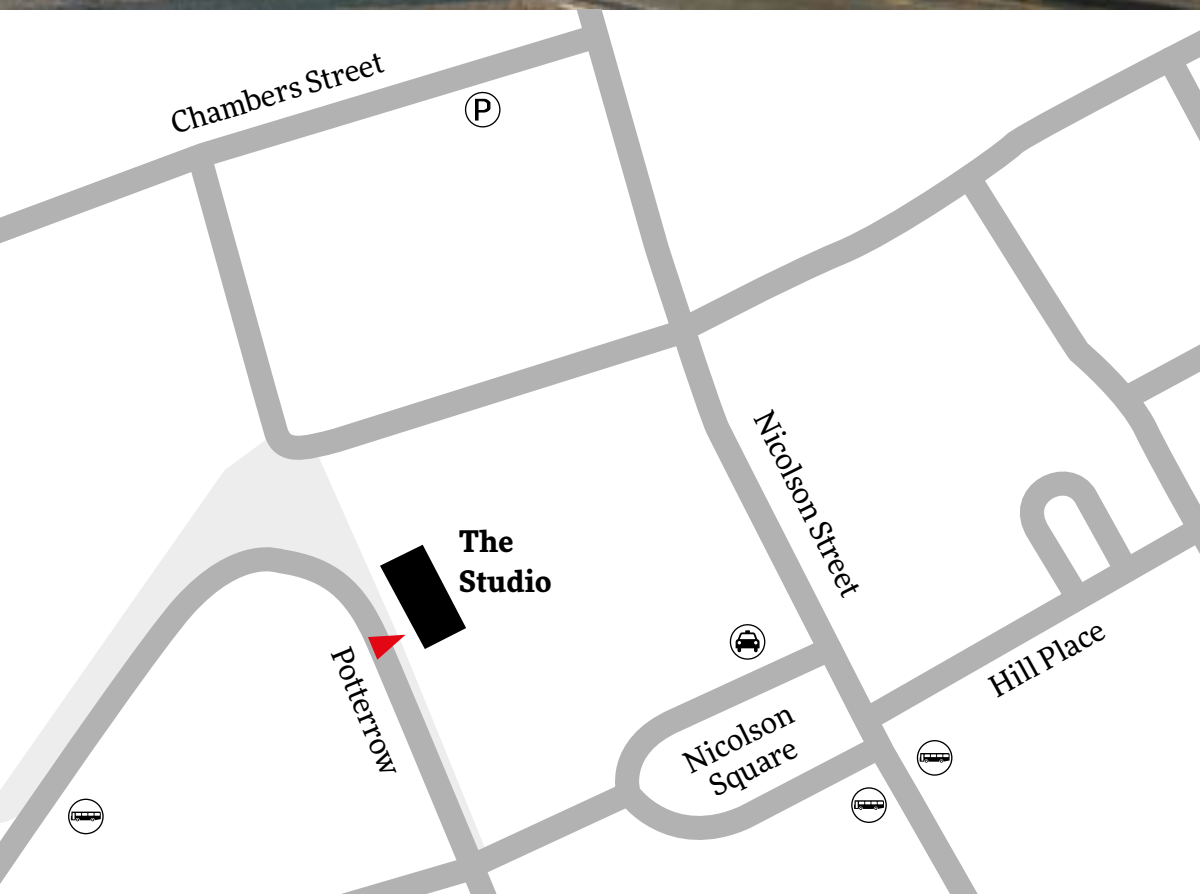 Chambers Street
P
Nicolson Street
The
Studio
Potterrow
Hill Place
Nicolson
Square